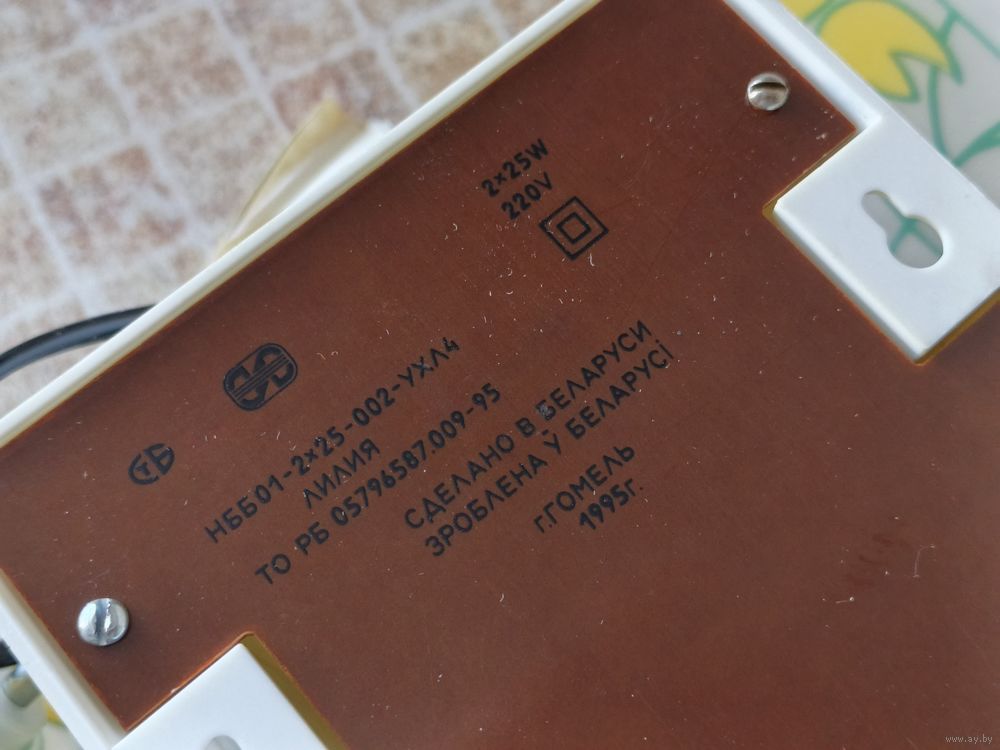 2×25W
220V
СТБ
НББ01-2×25-002-УХЛ4
ЛИЛИЯ
ТО РБ 05796587.009-95
СДЕЛАНО В БЕЛАРУСИ
ЗРОБЛЕНА Ў БЕЛАРУСІ
г.ГОМЕЛЬ
1995г.
www.ay.by